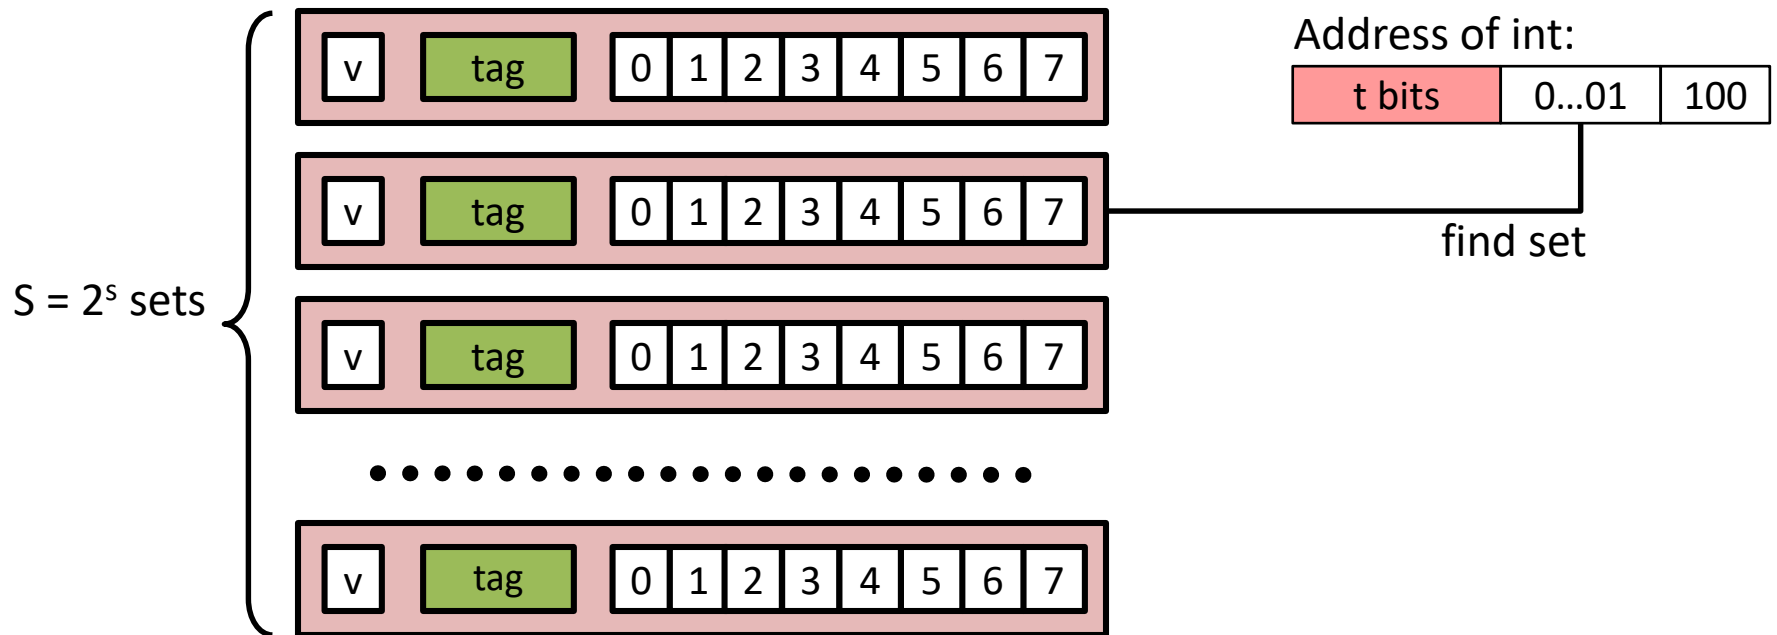 v tag 0 1 2 3 4 5 6 7
Address of int:
t bits 0...01 100
v tag 0 1 2 3 4 5 6 7
find set
S = 2ˢ sets
v tag 0 1 2 3 4 5 6 7
v tag 0 1 2 3 4 5 6 7